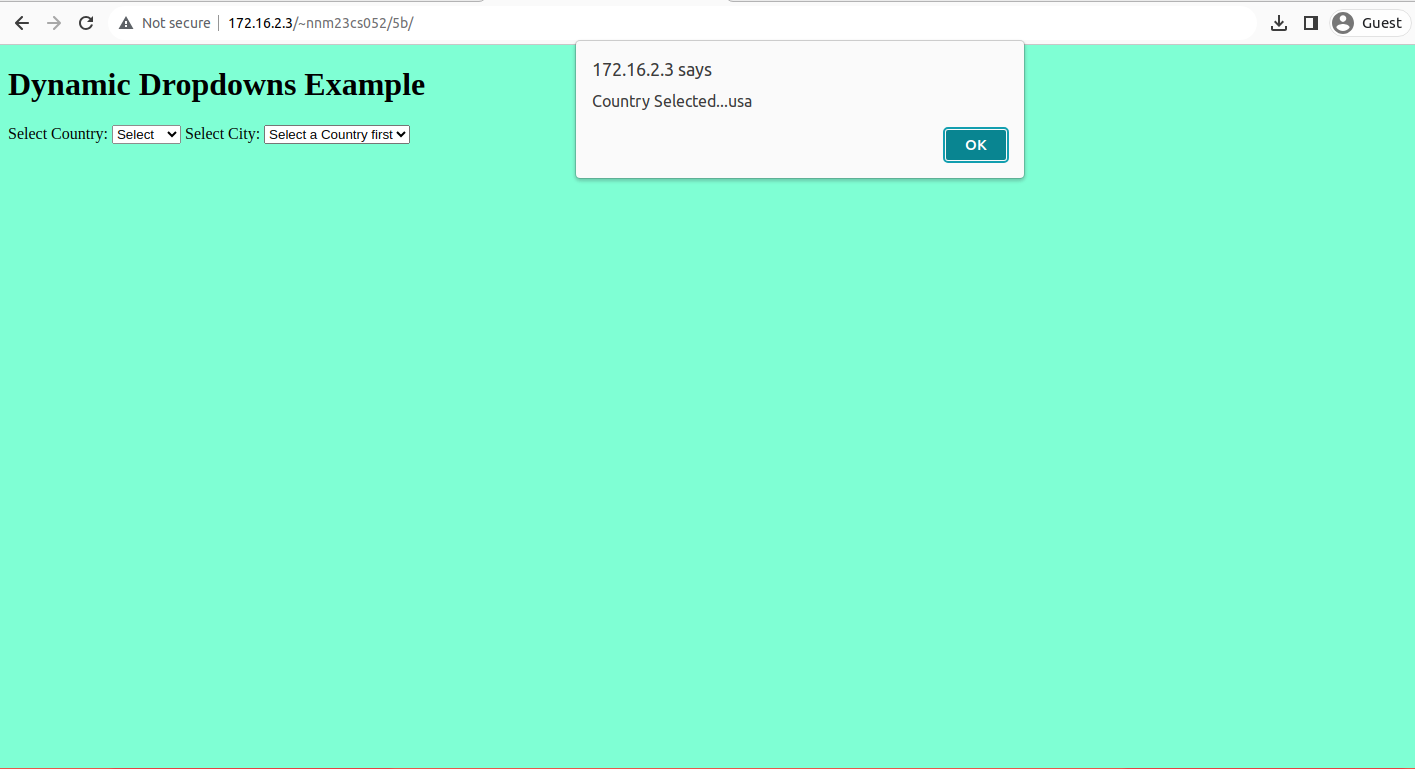 Not secure 172.16.2.3/~nnm23cs052/5b/ Guest
172.16.2.3 says
Country Selected...usa
OK
Dynamic Dropdowns Example
Select Country: Select Select City: Select a Country first